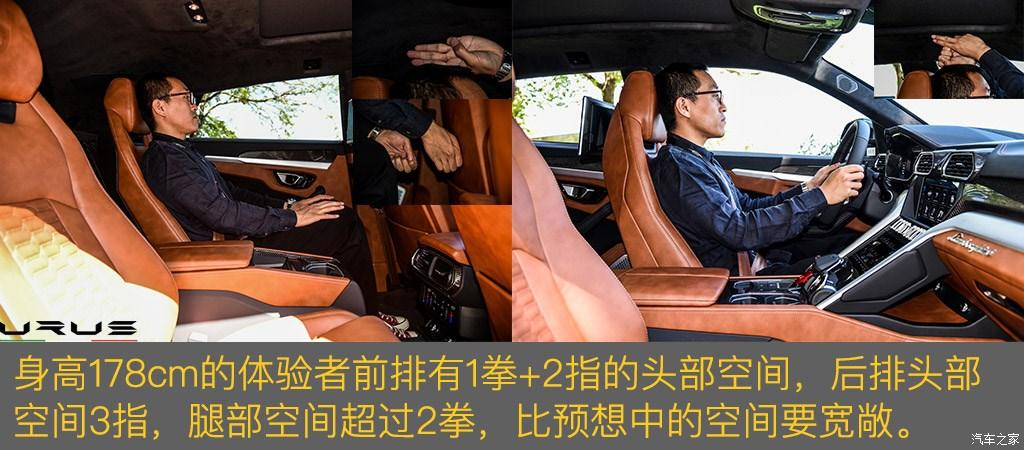 URUS
身高178cm的体验者前排有1拳+2指的头部空间，后排头部
空间3指，腿部空间超过2拳，比预想中的空间要宽敞。
汽车之家